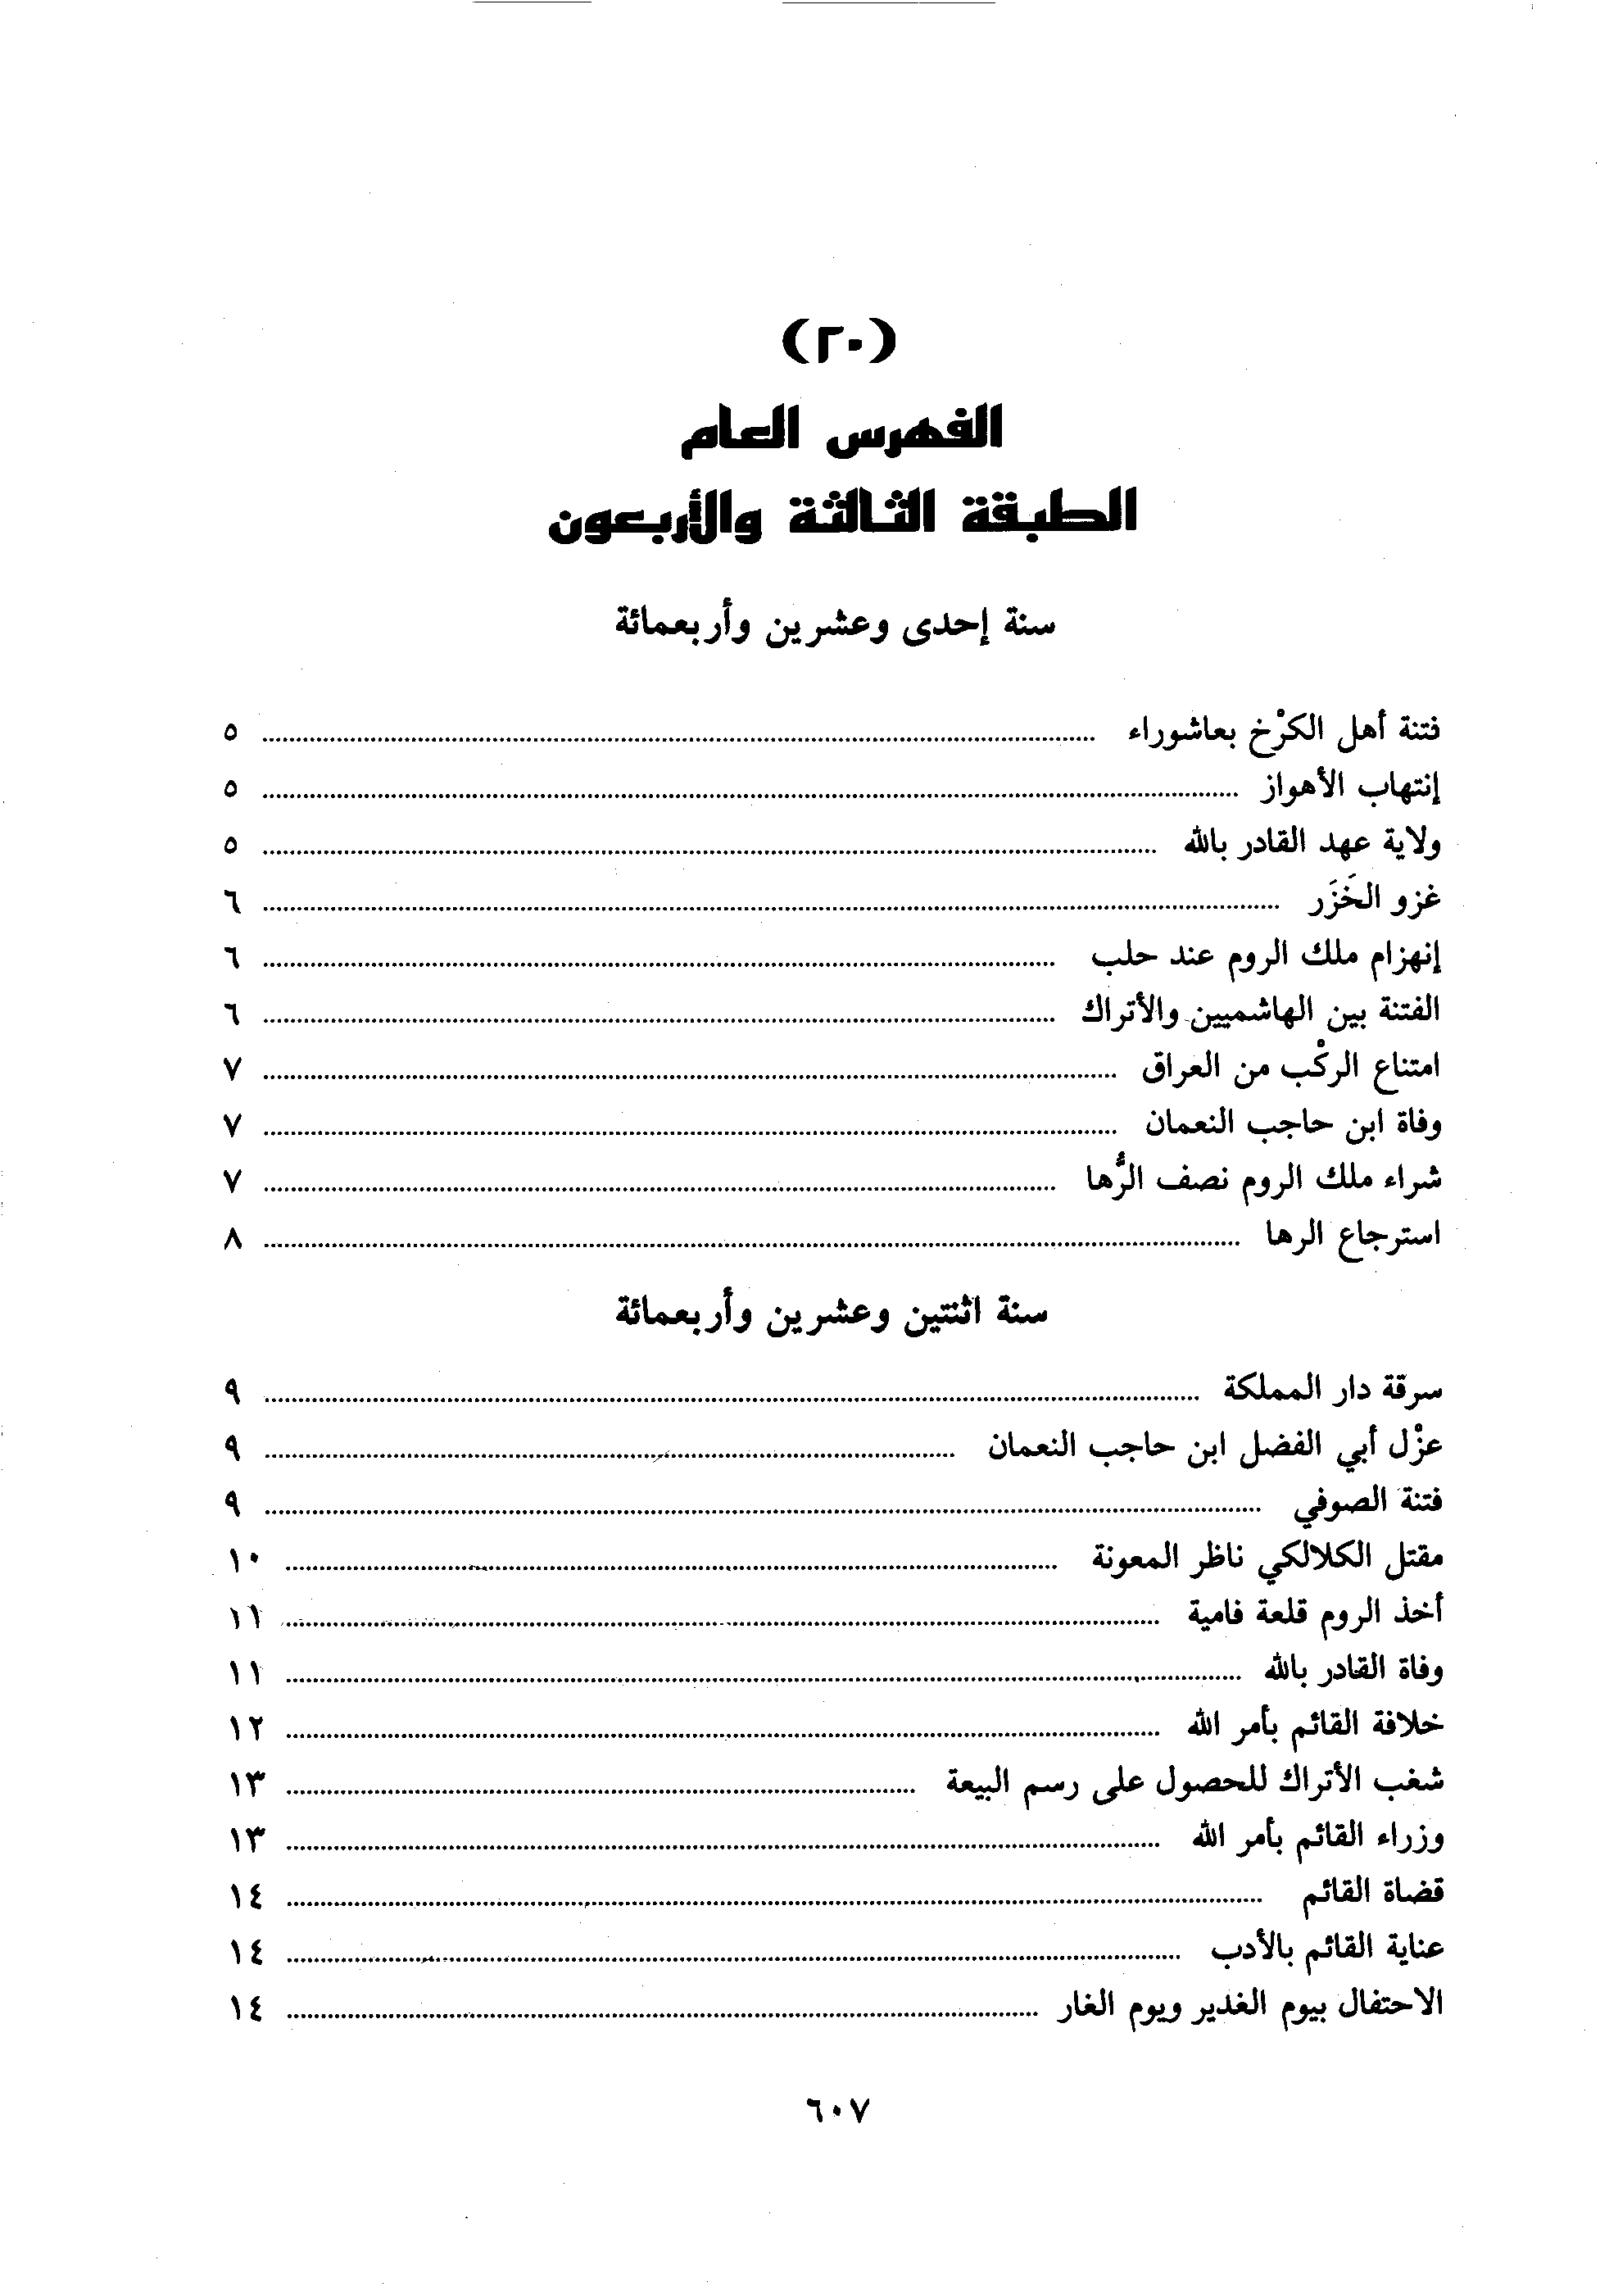 (٢٠)
الفهرس العام
الطبقة الثالثة والأربعون
سنة إحدى وعشرين وأربعمائة
فتنة أهل الكرْخ بعاشوراء ........ ٥
إنتهاب الأهواز ........ ٥
ولاية عهد القادر بالله ........ ٥
غزو الخَزَر ........ ٦
إنهزام ملك الروم عند حلب ........ ٦
الفتنة بين الهاشميين والأتراك ........ ٦
امتناع الركْب من العراق ........ ٧
وفاة ابن حاجب النعمان ........ ٧
شراء ملك الروم نصف الرُّها ........ ٧
استرجاع الرها ........ ٨
سنة اثنتين وعشرين وأربعمائة
سرقة دار المملكة ........ ٩
عزْل أبي الفضل ابن حاجب النعمان ........ ٩
فتنة الصوفي ........ ٩
مقتل الكلالكي ناظر المعونة ........ ١٠
أخذ الروم قلعة فامية ........ ١١
وفاة القادر بالله ........ ١١
خلافة القائم بأمر الله ........ ١٢
شغب الأتراك للحصول على رسم البيعة ........ ١٣
وزراء القائم بأمر الله ........ ١٣
قضاة القائم ........ ١٤
عناية القائم بالأدب ........ ١٤
الاحتفال بيوم الغدير ويوم الغار ........ ١٤
٦٠٧